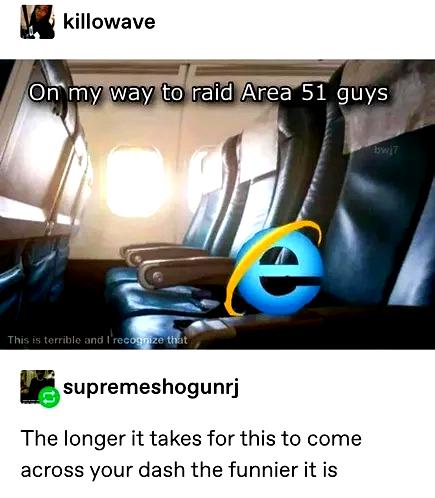 killowave
On my way to raid Area 51 guys
bwj7
This is terrible and I recognize that
supremeshogunrj
The longer it takes for this to come
across your dash the funnier it is